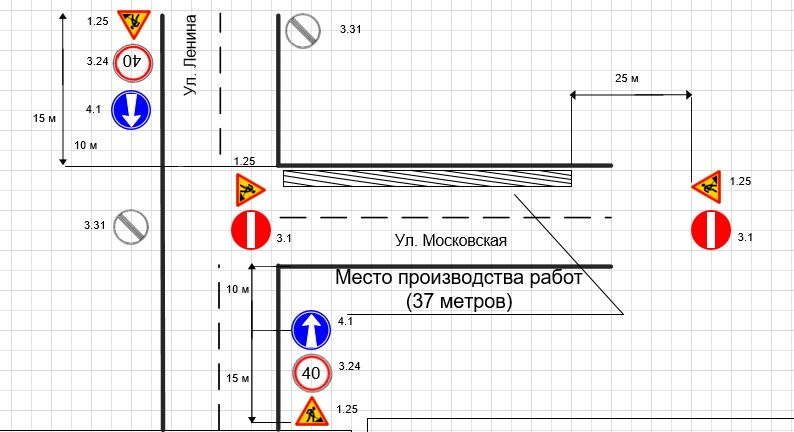 1.25
3.24
40
4.1
15 м
10 м
Ул. Ленина
3.31
25 м
1.25
1.25
3.31
3.1
3.1
Ул. Московская
Место производства работ
(37 метров)
10 м
4.1
3.24
40
15 м
1.25